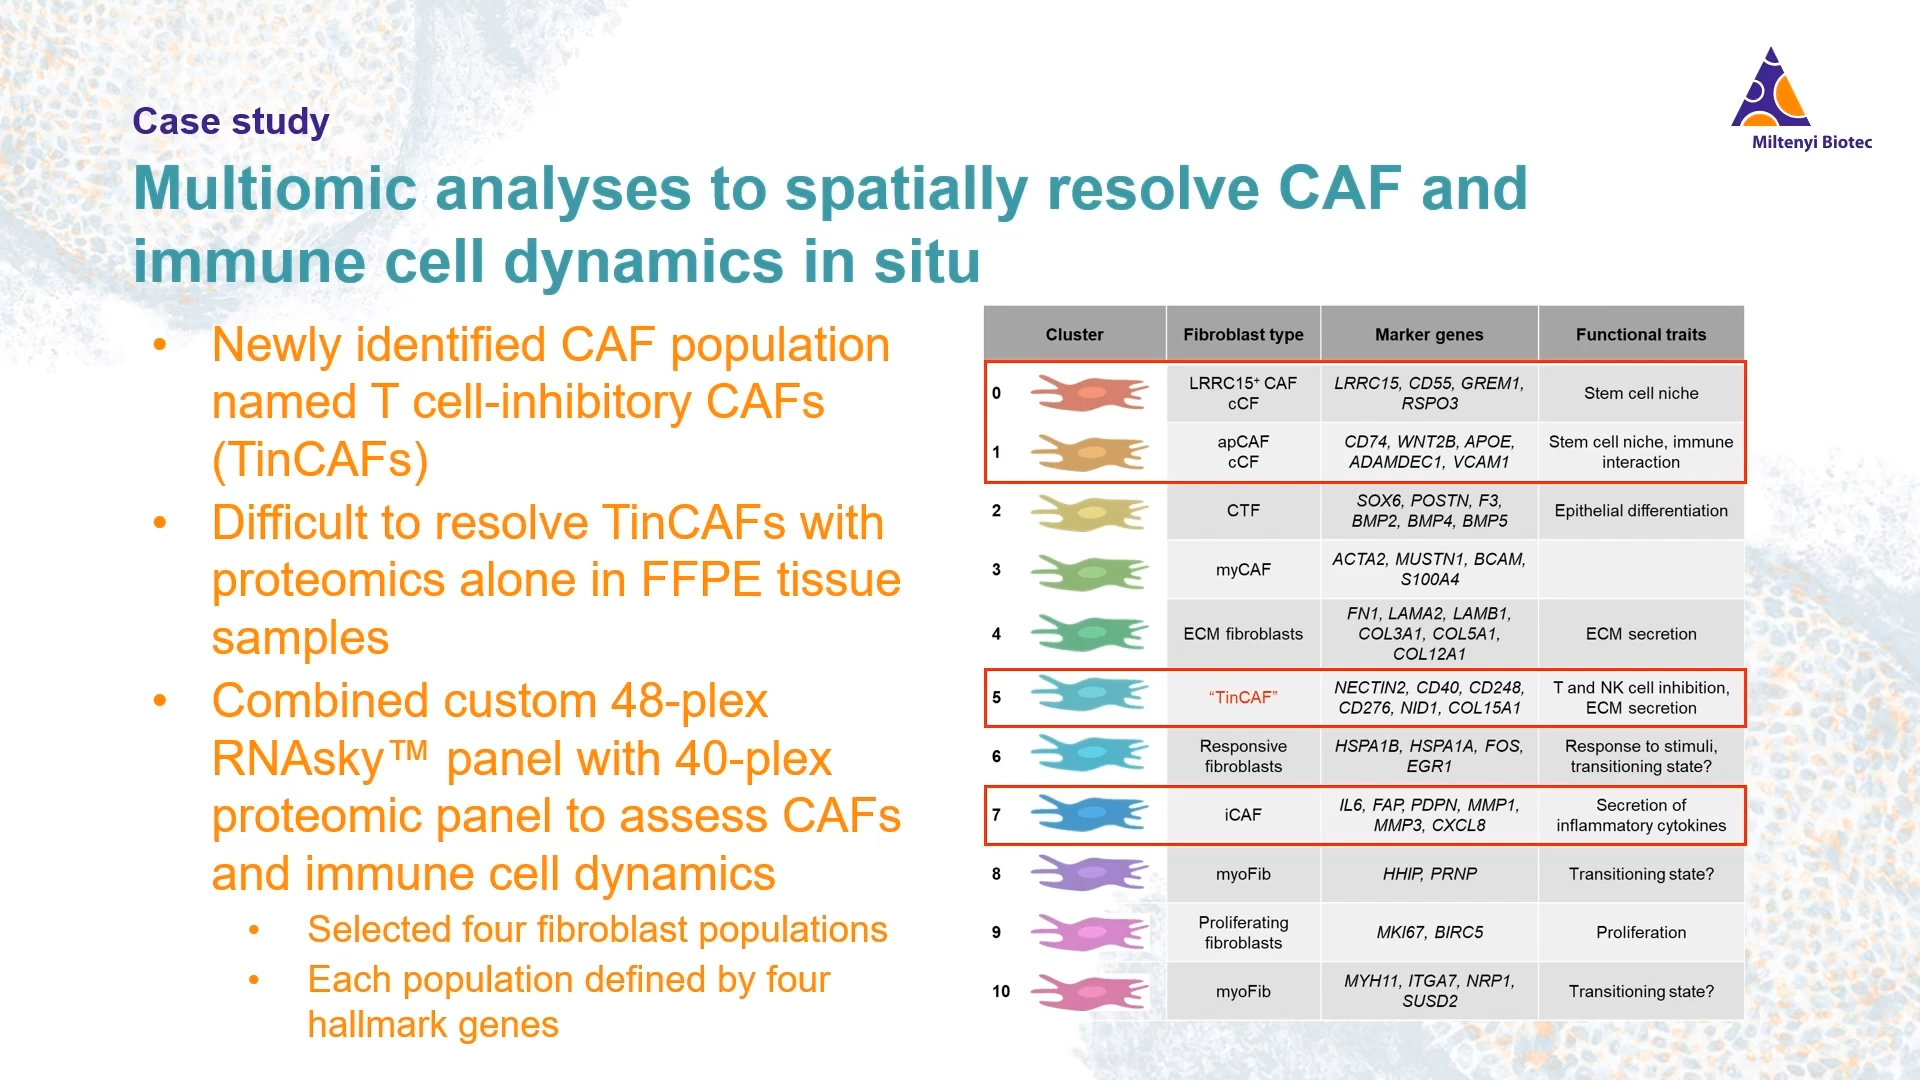 Case study
Miltenyi Biotec
Multiomic analyses to spatially resolve CAF and
immune cell dynamics in situ
• Newly identified CAF population
named T cell-inhibitory CAFs
(TinCAFs)
• Difficult to resolve TinCAFs with
proteomics alone in FFPE tissue
samples
• Combined custom 48-plex
RNAsky™ panel with 40-plex
proteomic panel to assess CAFs
and immune cell dynamics
• Selected four fibroblast populations
• Each population defined by four
hallmark genes
Cluster Fibroblast type Marker genes Functional traits
0 LRRC15⁺ CAF cCF LRRC15, CD55, GREM1, RSPO3 Stem cell niche
1 apCAF cCF CD74, WNT2B, APOE, ADAMDEC1, VCAM1 Stem cell niche, immune interaction
2 CTF SOX6, POSTN, F3, BMP2, BMP4, BMP5 Epithelial differentiation
3 myCAF ACTA2, MUSTN1, BCAM, S100A4
4 ECM fibroblasts FN1, LAMA2, LAMB1, COL3A1, COL5A1, COL12A1 ECM secretion
5 “TinCAF” NECTIN2, CD40, CD248, CD276, NID1, COL15A1 T and NK cell inhibition, ECM secretion
6 Responsive fibroblasts HSPA1B, HSPA1A, FOS, EGR1 Response to stimuli, transitioning state?
7 iCAF IL6, FAP, PDPN, MMP1, MMP3, CXCL8 Secretion of inflammatory cytokines
8 myoFib HHIP, PRNP Transitioning state?
9 Proliferating fibroblasts MKI67, BIRC5 Proliferation
10 myoFib MYH11, ITGA7, NRP1, SUSD2 Transitioning state?